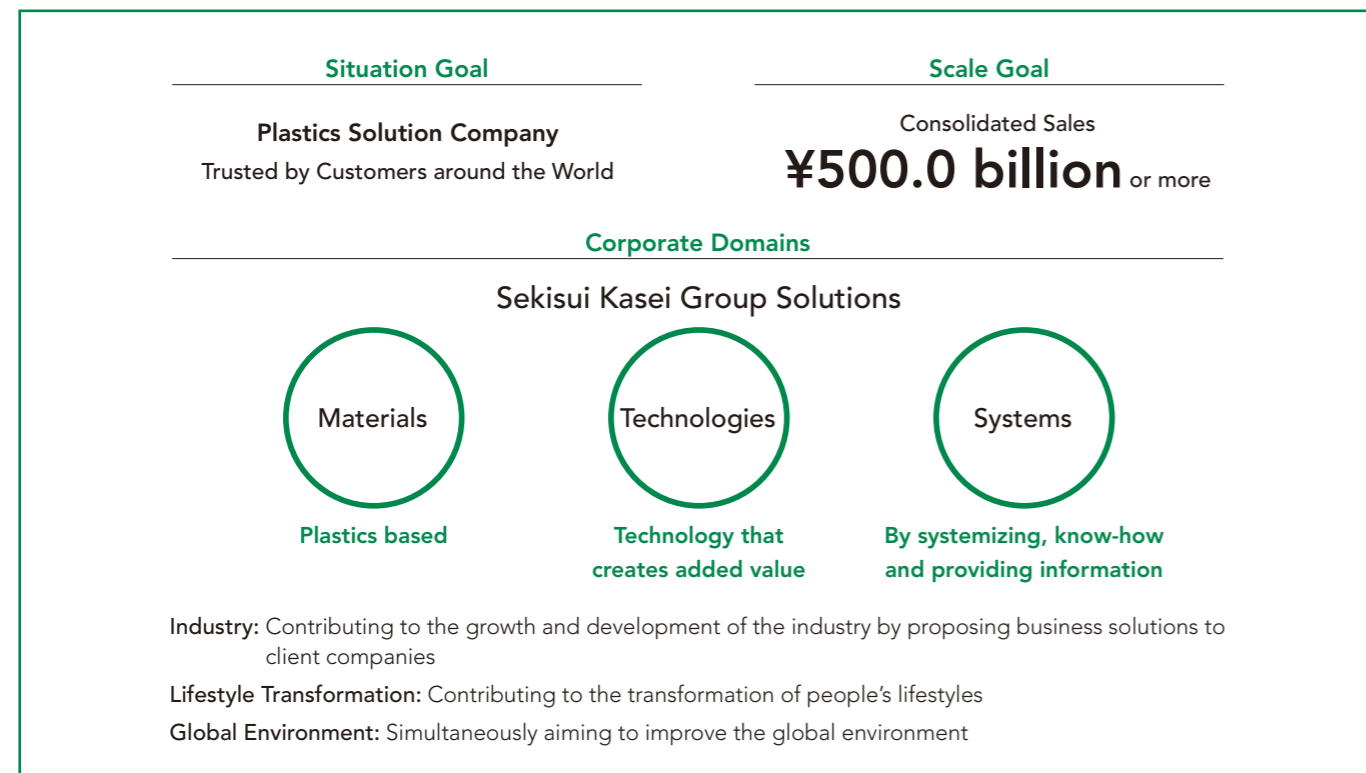 Situation Goal
Scale Goal
Plastics Solution Company
Trusted by Customers around the World
Consolidated Sales
¥500.0 billion or more
Corporate Domains
Sekisui Kasei Group Solutions
Materials
Technologies
Systems
Plastics based
Technology that
creates added value
By systemizing, know-how
and providing information
Industry: Contributing to the growth and development of the industry by proposing business solutions to
client companies
Lifestyle Transformation: Contributing to the transformation of people’s lifestyles
Global Environment: Simultaneously aiming to improve the global environment